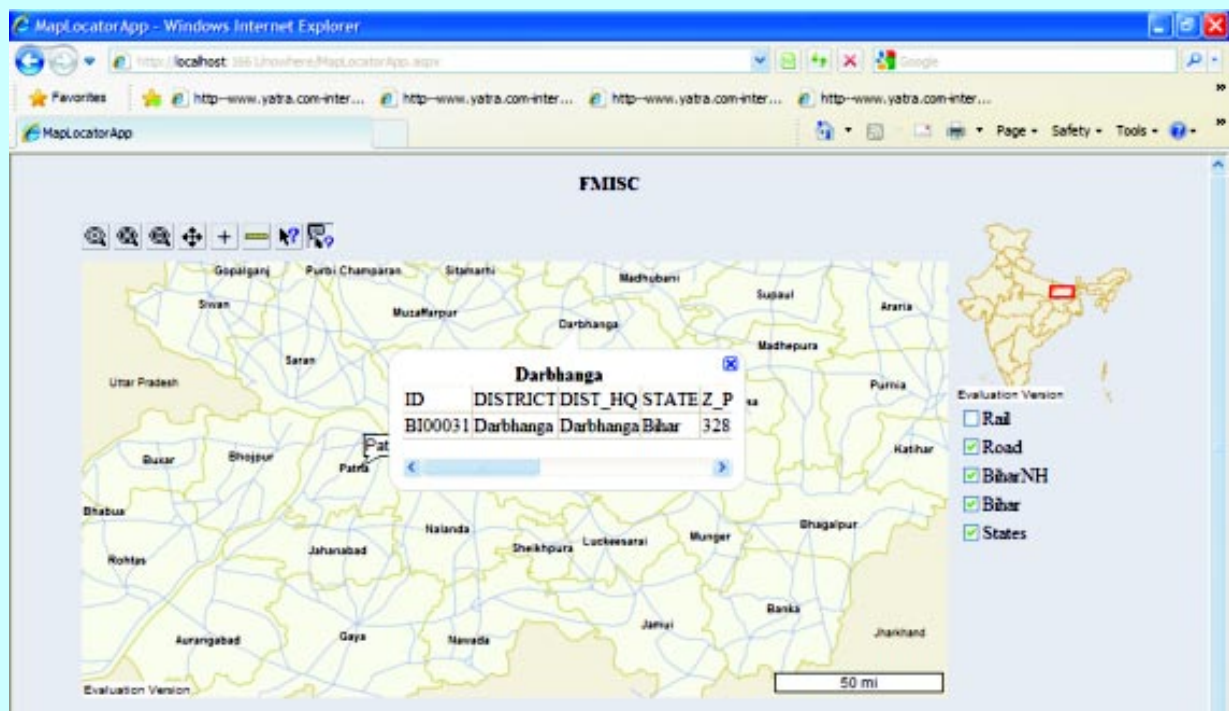 MapLocatorApp - Windows Internet Explorer
Google
Favorites http--www.yatra.com-inter... http--www.yatra.com-inter... http--www.yatra.com-inter... http--www.yatra.com-inter...
MapLocatorApp
Page Safety Tools
FMISC
Gopalganj Purbi Champaran Sitamarhi Madhubani
Supaul
Siwan Muzaffarpur Araria
Darbhanga
Madhepura
Saran
Uttar Pradesh
Purnia
Evaluation Version
Darbhanga
ID DISTRICT DIST_HQ STATE Z_P
BI00031 Darbhanga Darbhanga Bihar 328
Rail
Road
BiharNH
Bihar
States
Pat
Buxar Bhojpur Patna Katihar
Bhabua
Nalanda Bhagalpur
Rohtas Jahanabad Sheikhpura Luckeesarai Munger
Banka
Aurangabad Gaya Nawada Jamui Jharkhand
Evaluation Version
50 mi